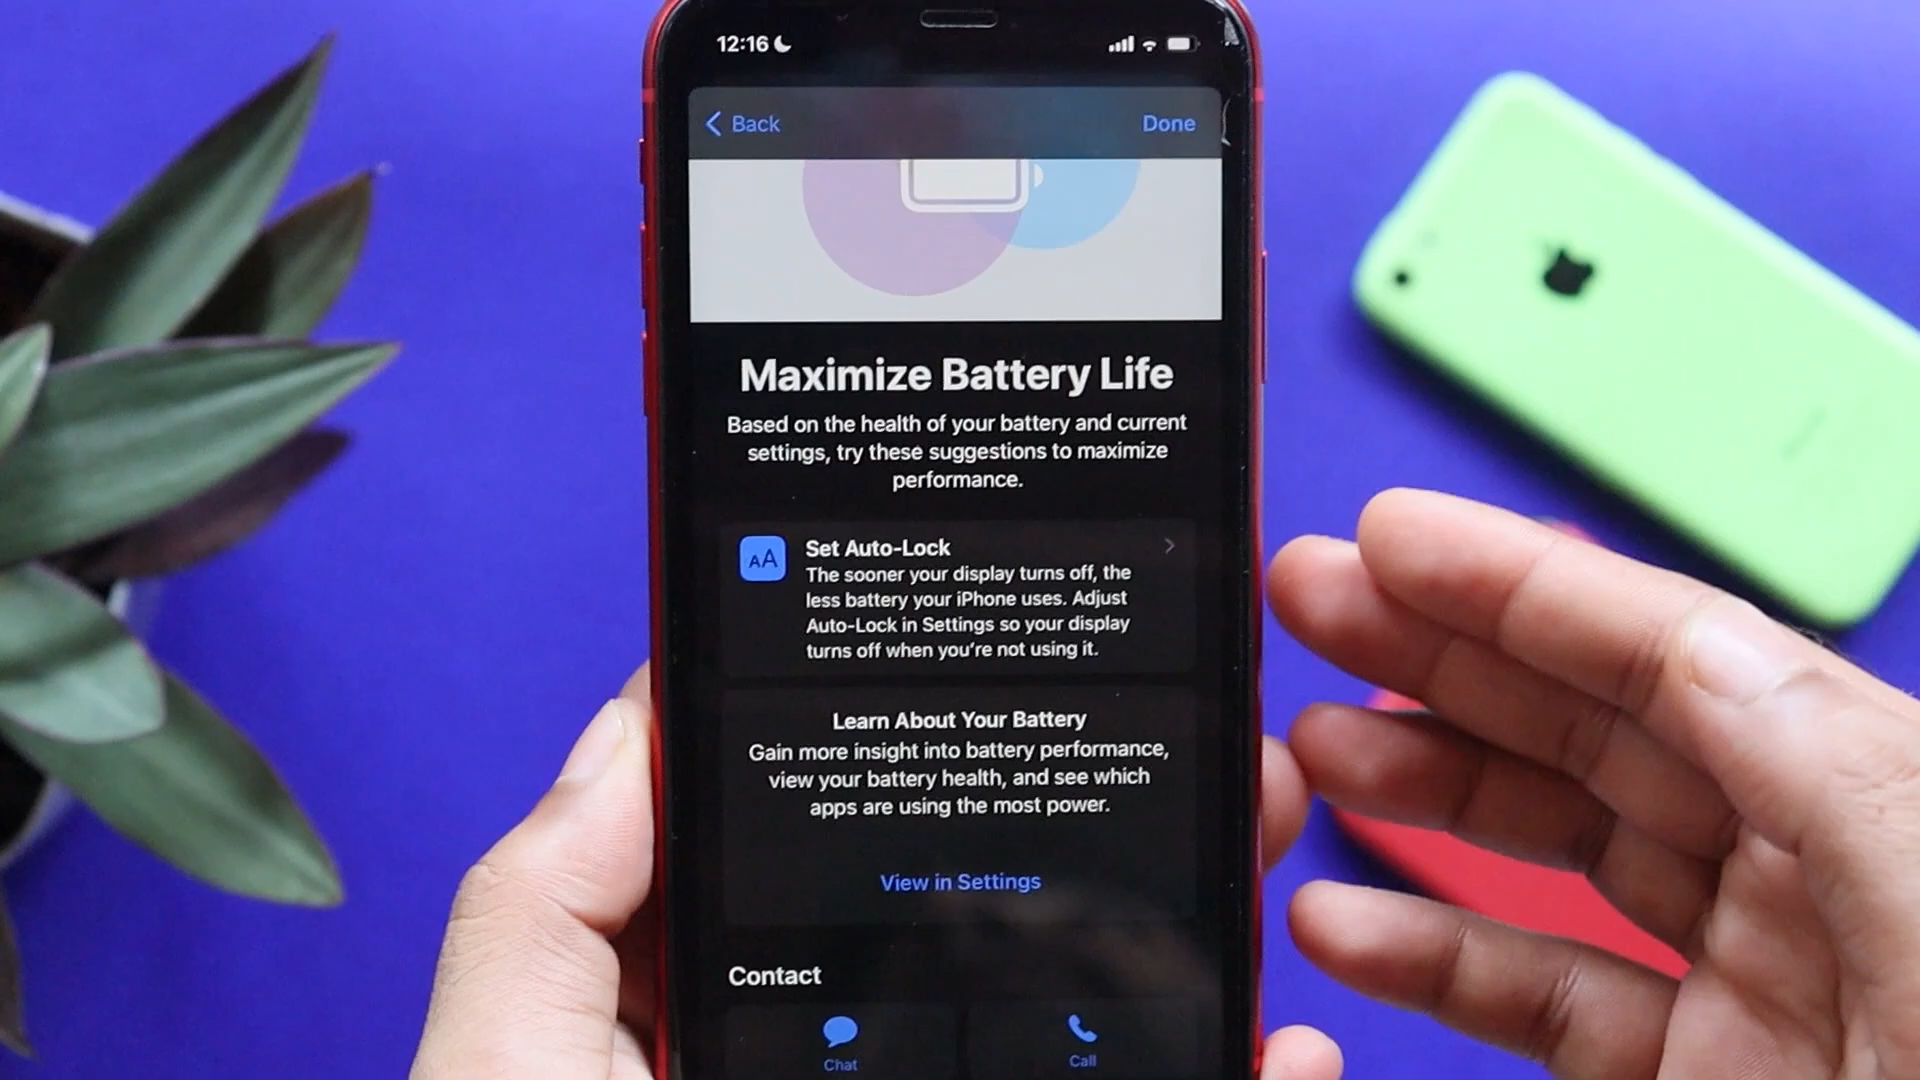 12:16
Back
Done
Maximize Battery Life
Based on the health of your battery and current
settings, try these suggestions to maximize
performance.
AA
Set Auto-Lock
The sooner your display turns off, the
less battery your iPhone uses. Adjust
Auto-Lock in Settings so your display
turns off when you're not using it.
Learn About Your Battery
Gain more insight into battery performance,
view your battery health, and see which
apps are using the most power.
View in Settings
Contact
Chat
Call